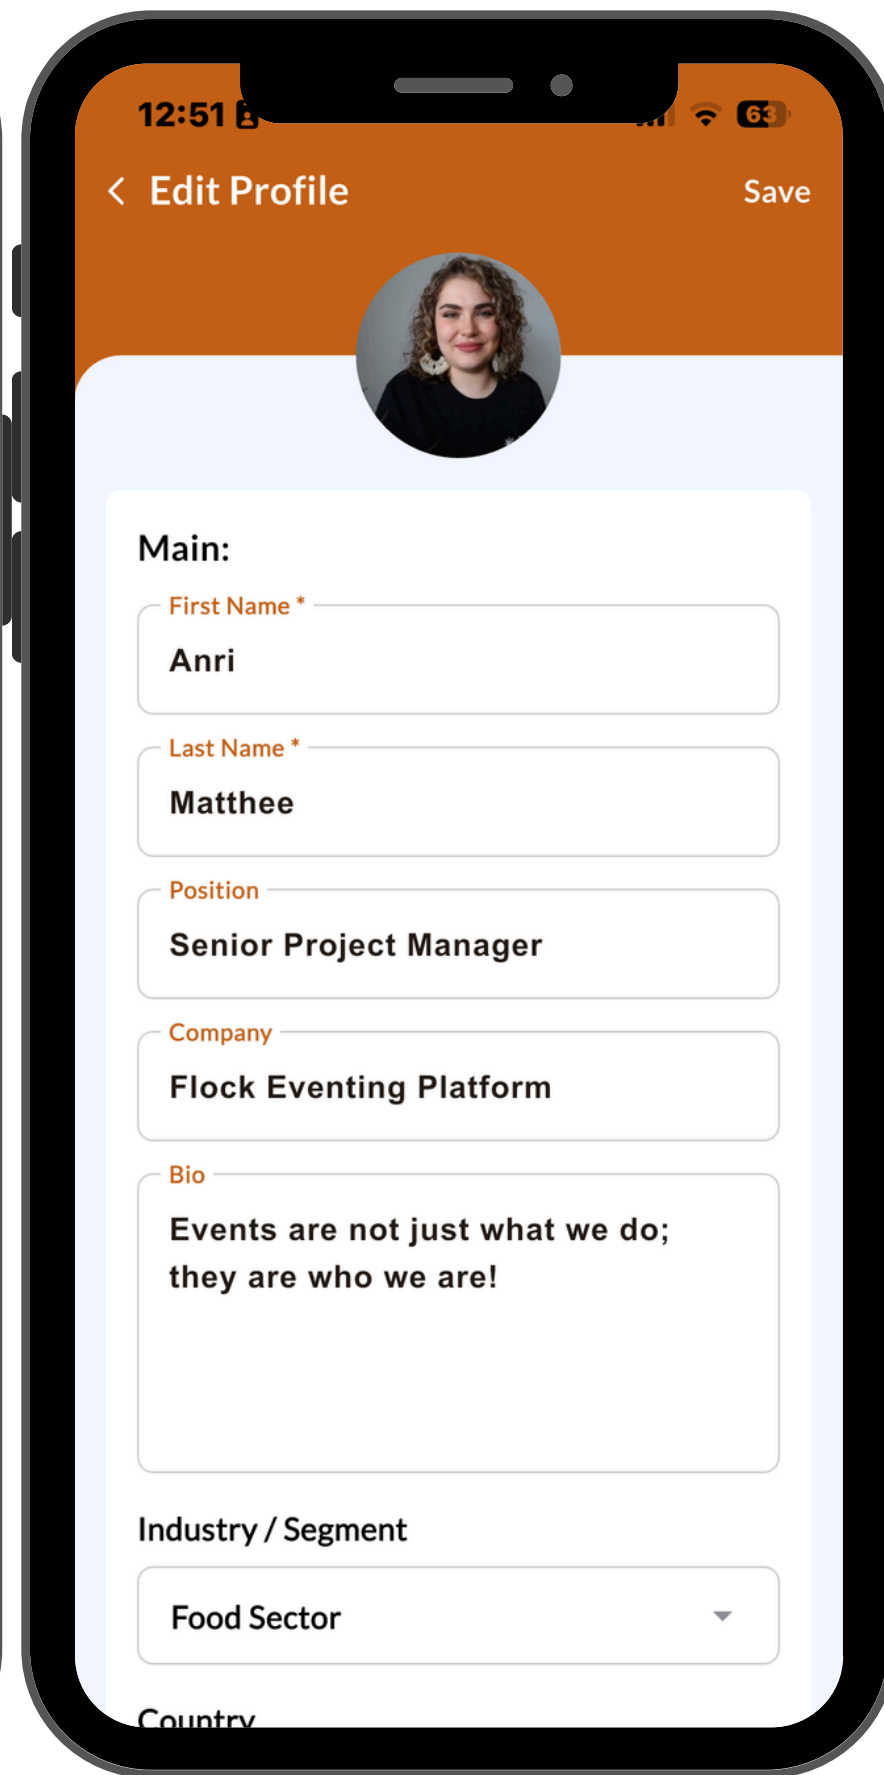 12:51
63
Edit Profile
Save
Main:
First Name *
Anri
Last Name *
Matthee
Position
Senior Project Manager
Company
Flock Eventing Platform
Bio
Events are not just what we do;
they are who we are!
Industry / Segment
Food Sector
Country